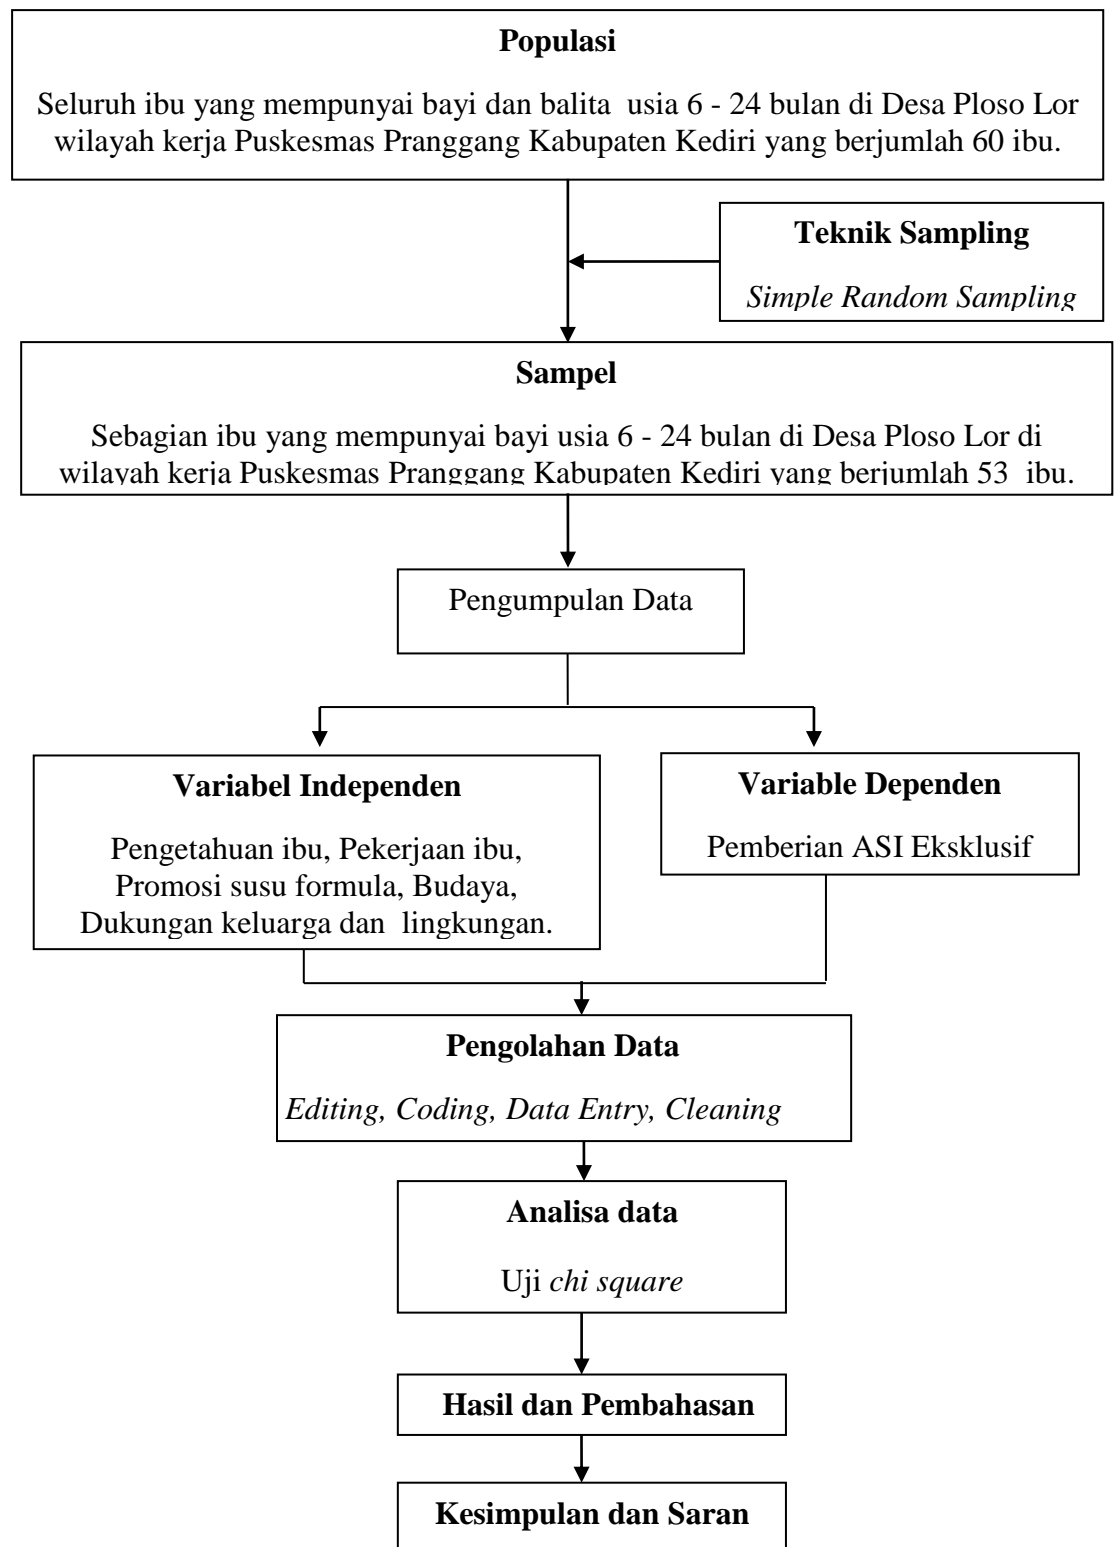 Populasi
Seluruh ibu yang mempunyai bayi dan balita usia 6 - 24 bulan di Desa Ploso Lor
wilayah kerja Puskesmas Pranggang Kabupaten Kediri yang berjumlah 60 ibu.
Teknik Sampling
Simple Random Sampling
Sampel
Sebagian ibu yang mempunyai bayi usia 6 - 24 bulan di Desa Ploso Lor di
wilayah kerja Puskesmas Pranggang Kabupaten Kediri yang berjumlah 53 ibu.
Pengumpulan Data
Variabel Independen
Pengetahuan ibu, Pekerjaan ibu,
Promosi susu formula, Budaya,
Dukungan keluarga dan lingkungan.
Variable Dependen
Pemberian ASI Eksklusif
Pengolahan Data
Editing, Coding, Data Entry, Cleaning
Analisa data
Uji chi square
Hasil dan Pembahasan
Kesimpulan dan Saran